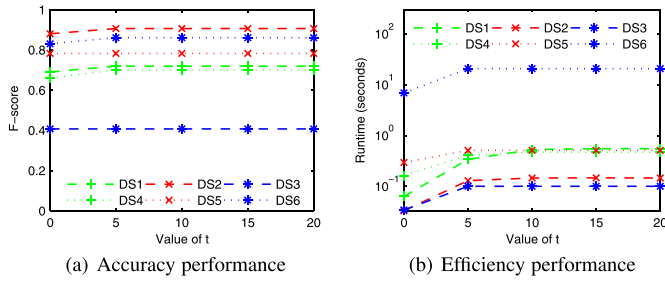 1
0.8
0.6
0.4
0.2
0
F−score
DS1 DS2 DS3
DS4 DS5 DS6
0 5 10 15 20
Value of t
(a) Accuracy performance
10^2
10^1
10^0
10^−1
Runtime (seconds)
DS1 DS2 DS3
DS4 DS5 DS6
0 5 10 15 20
Value of t
(b) Efficiency performance